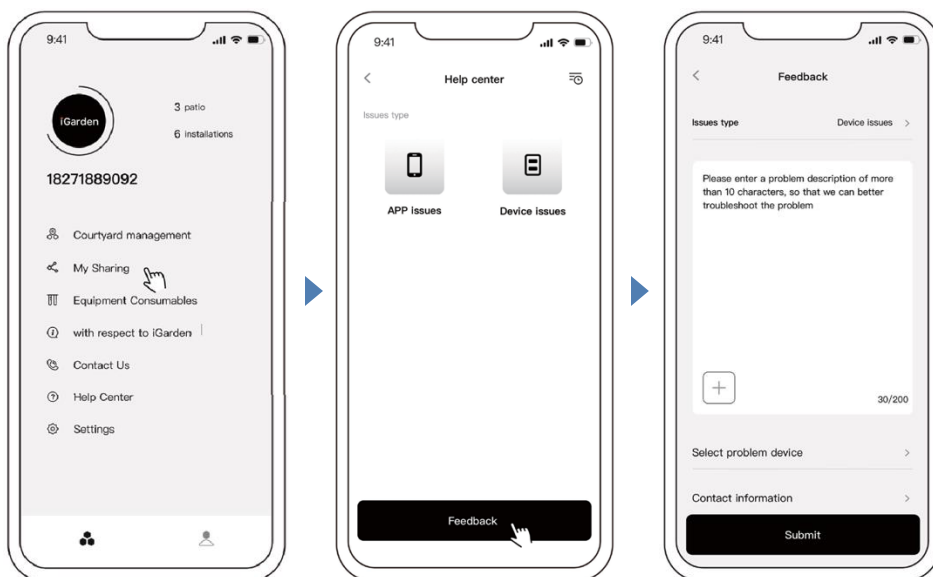 9:41
iGarden
3 patio
6 installations
18271889092
Courtyard management
My Sharing
Equipment Consumables
with respect to iGarden
Contact Us
Help Center
Settings
9:41
Help center
Issues type
APP issues
Device issues
Feedback
9:41
Feedback
Issues type
Device issues
Please enter a problem description of more
than 10 characters, so that we can better
troubleshoot the problem
30/200
Select problem device
Contact information
Submit